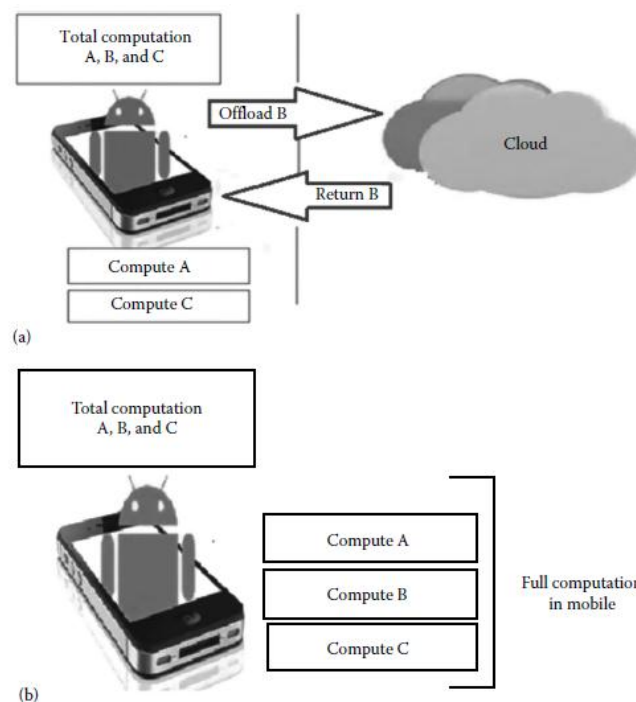 Total computation
A, B, and C
Offload B
Cloud
Return B
Compute A
Compute C
(a)
Total computation
A, B, and C
Compute A
Compute B
Compute C
Full computation
in mobile
(b)